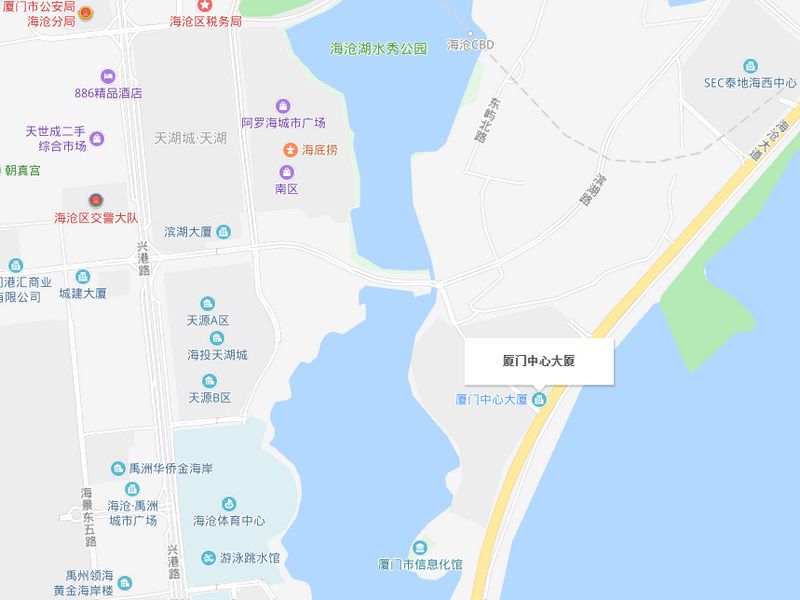 厦门市公安局
海沧分局
海沧区税务局
海沧湖水秀公园
海沧CBD
SEC泰地海西中心
886精品酒店
阿罗海城市广场
东屿北路
海沧大道
天世成二手
综合市场
天湖城·天湖
海底捞
朝真宫
南区
滨湖路
海沧区交警大队
滨湖大厦
兴港路
港汇商业
有限公司
城建大厦
天源A区
海投天湖城
厦门中心大厦
天源B区
厦门中心大厦
禹洲华侨金海岸
海沧·禹洲
城市广场
海景东五路
海沧体育中心
兴港路
游泳跳水馆
厦门市信息化馆
禹州领海
黄金海岸楼